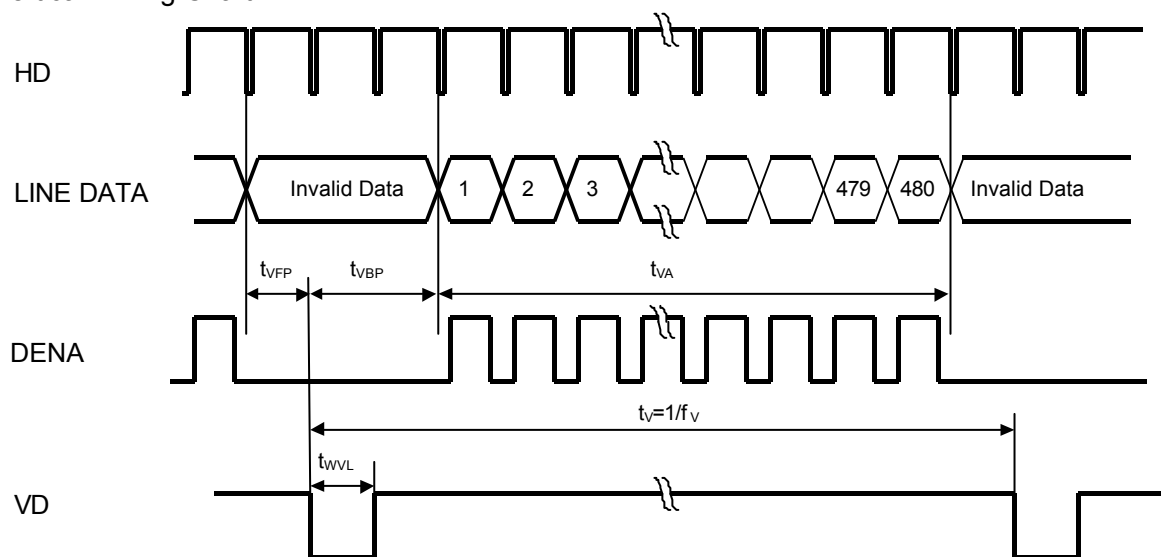 HD
LINE DATA
Invalid Data 1 2 3 479 480 Invalid Data
tVFP tVBP tVA
DENA
tV=1/fV
tWVL
VD